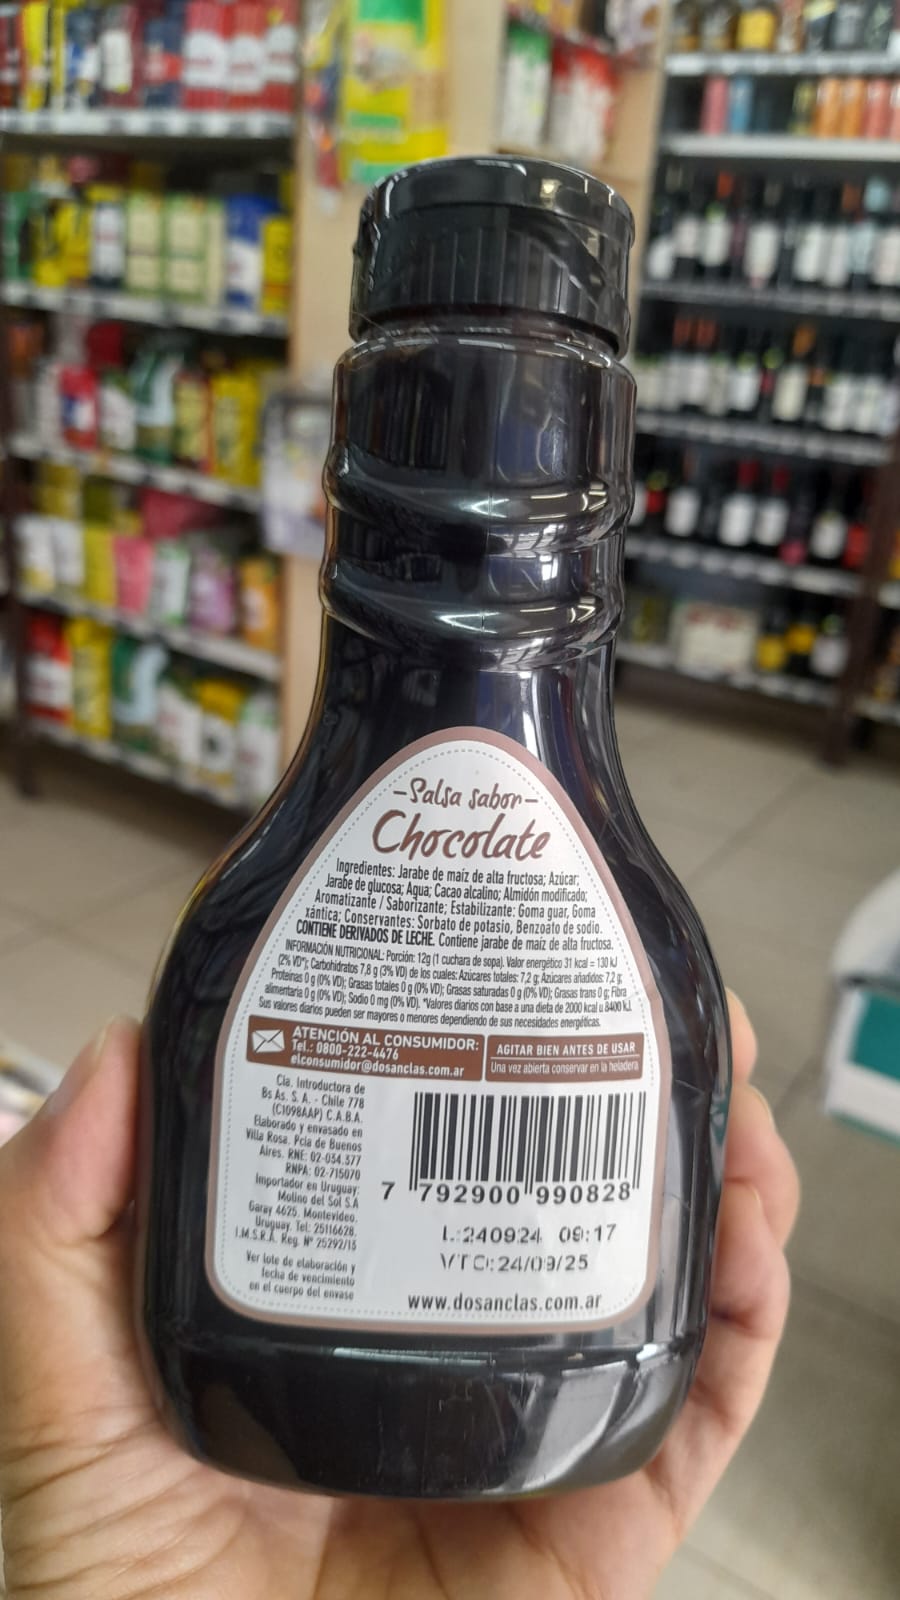 -Salsa sabor-
Chocolate
Ingredientes: Jarabe de maíz de alta fructosa; Azúcar;
Jarabe de glucosa; Agua; Cacao alcalino; Almidón modificado;
Aromatizante / Saborizante; Estabilizante: Goma guar, Goma
xántica; Conservantes: Sorbato de potasio, Benzoato de sodio.
CONTIENE DERIVADOS DE LECHE. Contiene jarabe de maíz de alta fructosa.
INFORMACIÓN NUTRICIONAL: Porción: 12g (1 cuchara de sopa). Valor energético 31 kcal = 130 kJ
(2% VD*); Carbohidratos 7,8 g (3% VD) de los cuales: Azúcares totales: 7,2 g; Azúcares añadidos: 7,2 g;
Proteínas 0 g (0% VD); Grasas totales 0 g (0% VD); Grasas saturadas 0 g (0% VD); Grasas trans 0 g; Fibra
alimentaria 0 g (0% VD); Sodio 0 mg (0% VD). *Valores diarios con base a una dieta de 2000 kcal u 8400 kJ.
Sus valores diarios pueden ser mayores o menores dependiendo de sus necesidades energéticas.
ATENCIÓN AL CONSUMIDOR:
Tel.: 0800-222-4476
elconsumidor@dosanclas.com.ar
AGITAR BIEN ANTES DE USAR
Una vez abierta conservar en la heladera
Cía. Introductora de
Bs As. S. A. - Chile 778
(C1098AAP) C.A.B.A.
Elaborado y envasado en
Villa Rosa. Pcia de Buenos
Aires. RNE: 02-034.377
RNPA: 02-715070
Importador en Uruguay:
Molino del Sol S.A
Garay 4625. Montevideo.
Uruguay. Tel: 25116628.
I.M.S.R.A. Reg. Nº 25292/13
Ver lote de elaboración y
fecha de vencimiento
en el cuerpo del envase
7 792900 990828
L:240924 09:17
VTO:24/09/25
www.dosanclas.com.ar